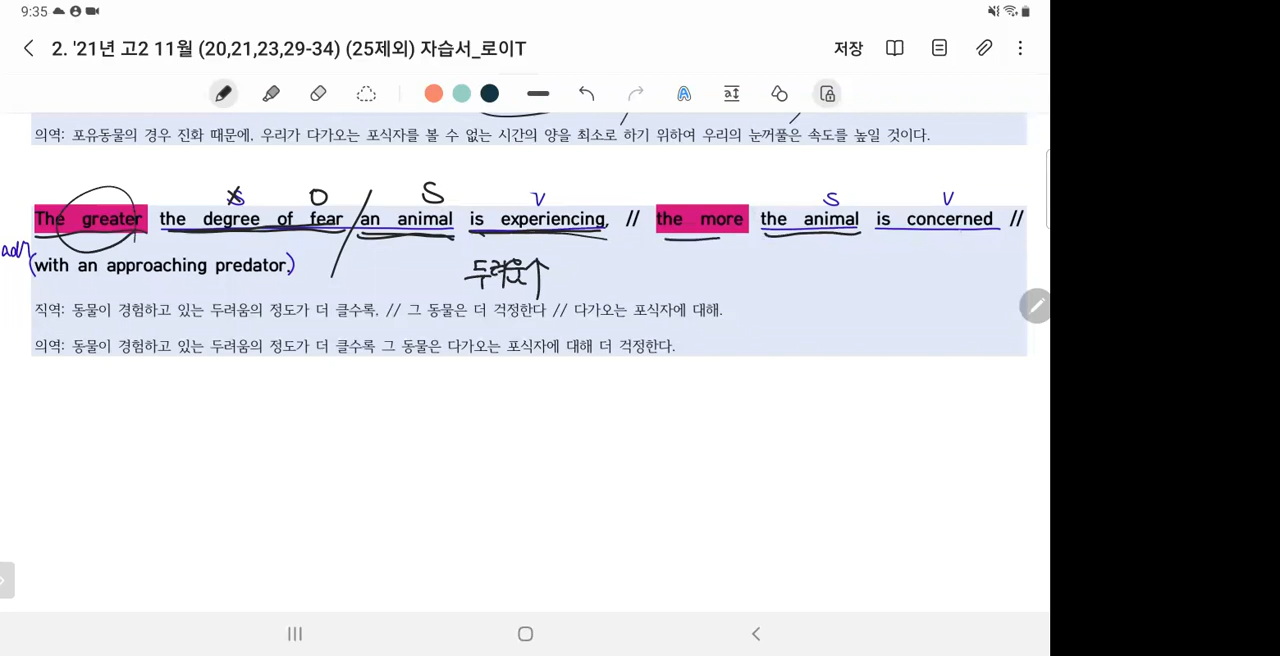 9:35
2. '21년 고2 11월 (20,21,23,29-34) (25제외) 자습서_로이T 저장
의역: 포유동물의 경우 진화 때문에, 우리가 다가오는 포식자를 볼 수 없는 시간의 양을 최소로 하기 위하여 우리의 눈꺼풀은 속도를 높일 것이다.
S O S V S V
The greater the degree of fear / an animal is experiencing, // the more the animal is concerned //
(with an approaching predator.)
두려움↑
직역: 동물이 경험하고 있는 두려움의 정도가 더 클수록, // 그 동물은 더 걱정한다 // 다가오는 포식자에 대해.
의역: 동물이 경험하고 있는 두려움의 정도가 더 클수록 그 동물은 다가오는 포식자에 대해 더 걱정한다.